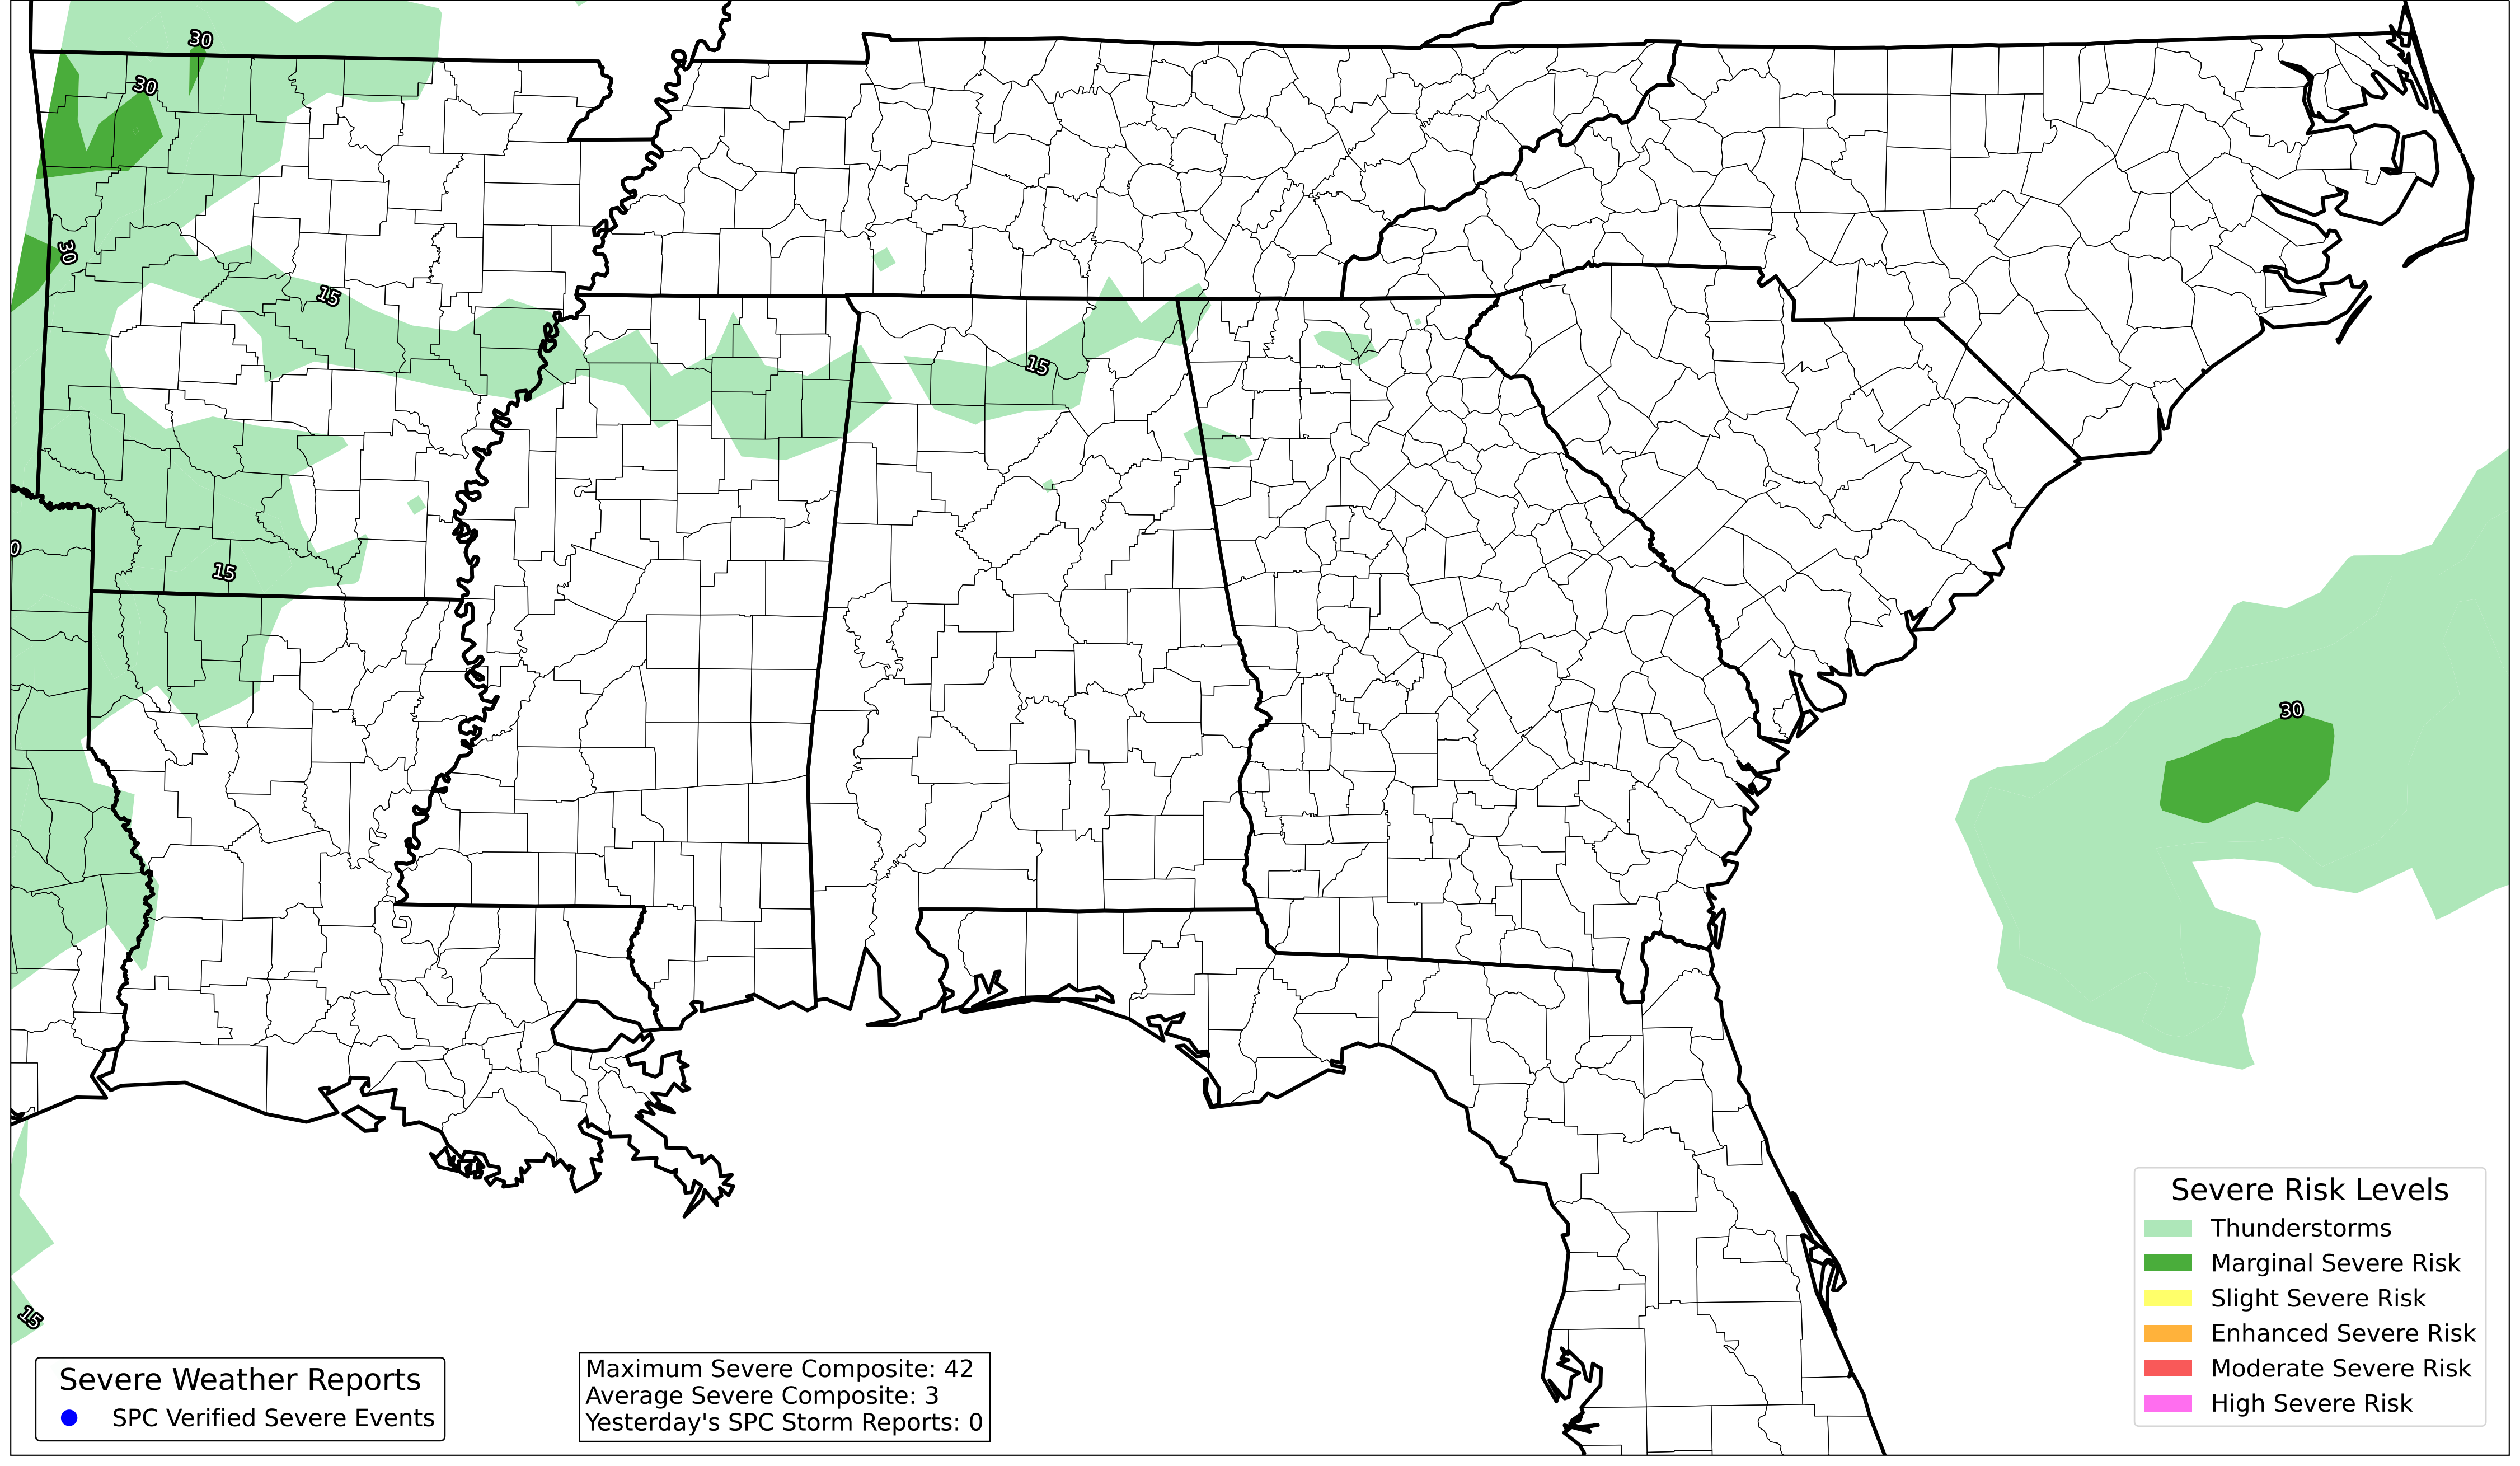 30
30
30
15
15
0
15
30
15
Severe Risk Levels
Thunderstorms
Marginal Severe Risk
Slight Severe Risk
Enhanced Severe Risk
Moderate Severe Risk
High Severe Risk
Severe Weather Reports
SPC Verified Severe Events
Maximum Severe Composite: 42
Average Severe Composite: 3
Yesterday's SPC Storm Reports: 0